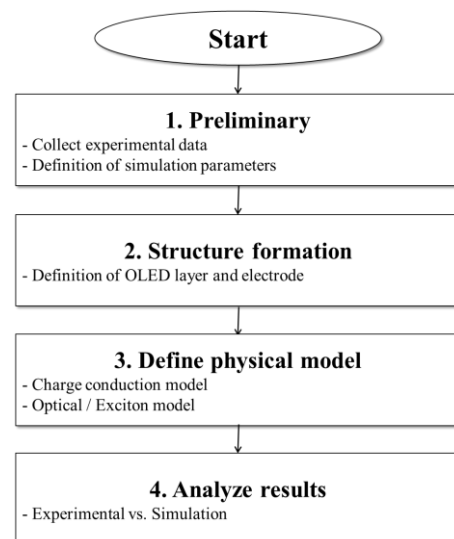 Start
1. Preliminary
- Collect experimental data
- Definition of simulation parameters
2. Structure formation
- Definition of OLED layer and electrode
3. Define physical model
- Charge conduction model
- Optical / Exciton model
4. Analyze results
- Experimental vs. Simulation